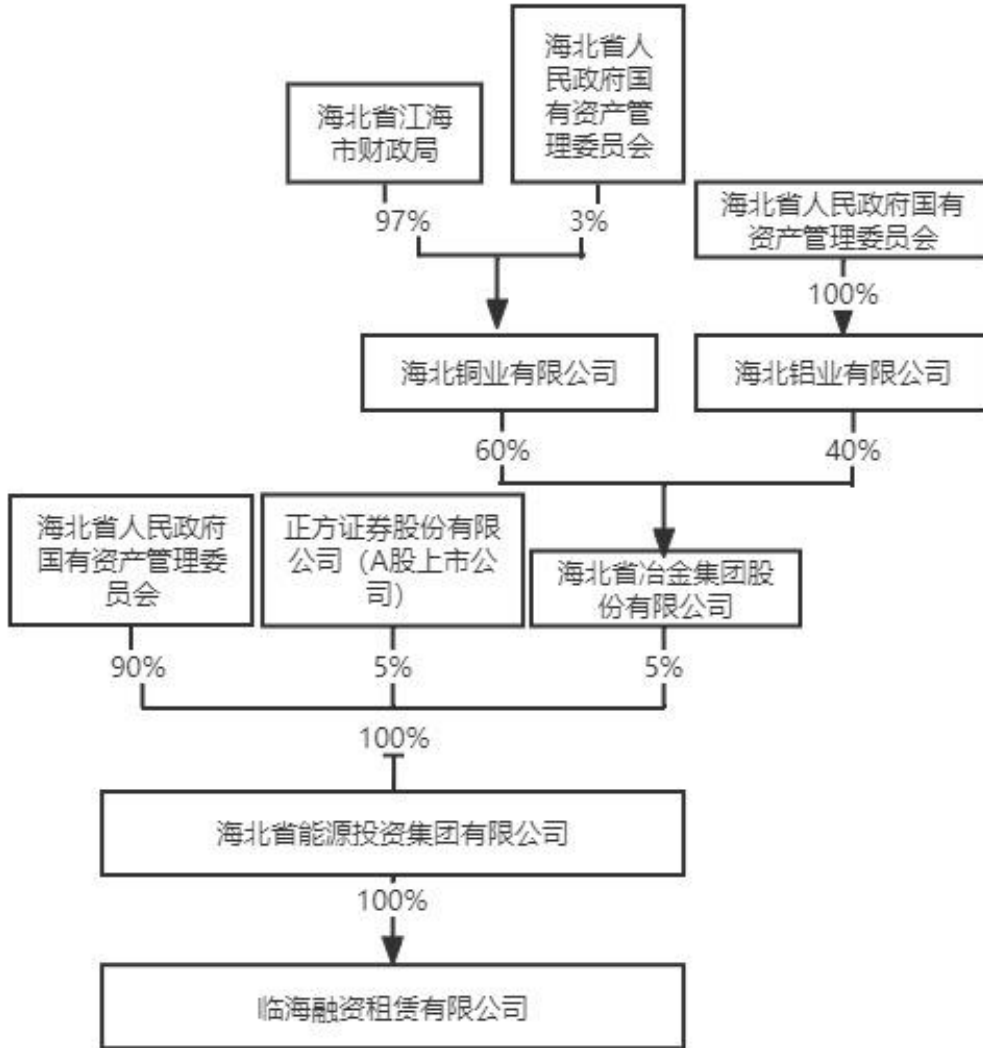 海北省人
民政府国
有资产管
理委员会
海北省江海
市财政局
97%
3%
海北省人民政府国有
资产管理委员会
100%
海北铜业有限公司
海北铝业有限公司
60%
40%
海北省人民政府
国有资产管理委
员会
正方证券股份有限
公司（A股上市公
司）
海北省冶金集团股
份有限公司
90%
5%
5%
100%
海北省能源投资集团有限公司
100%
临海融资租赁有限公司